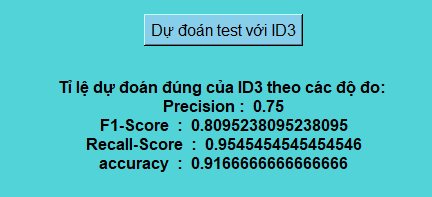 Dự đoán test với ID3
Tỉ lệ dự đoán đúng của ID3 theo các độ đo:
Precision : 0.75
F1-Score : 0.8095238095238095
Recall-Score : 0.9545454545454546
accuracy : 0.9166666666666666